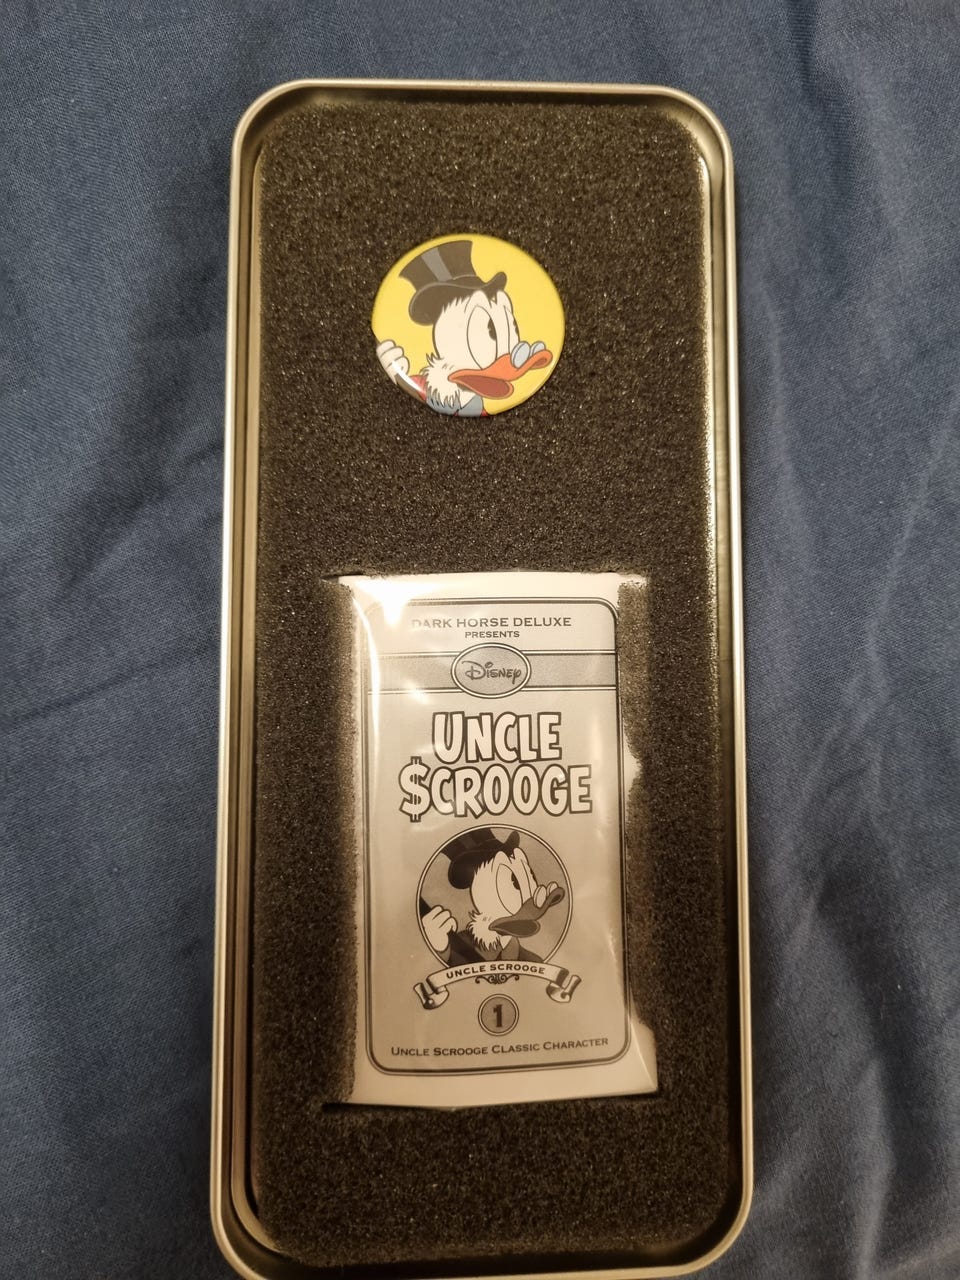 DARK HORSE DELUXE
PRESENTS
Disney
UNCLE
$CROOGE
UNCLE SCROOGE
1
UNCLE SCROOGE CLASSIC CHARACTER